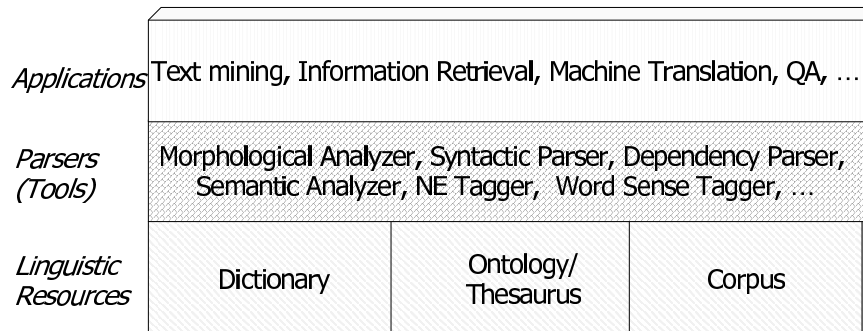 Applications
Text mining, Information Retrieval, Machine Translation, QA, …
Parsers
(Tools)
Morphological Analyzer, Syntactic Parser, Dependency Parser,
Semantic Analyzer, NE Tagger, Word Sense Tagger, …
Linguistic
Resources
Dictionary
Ontology/
Thesaurus
Corpus